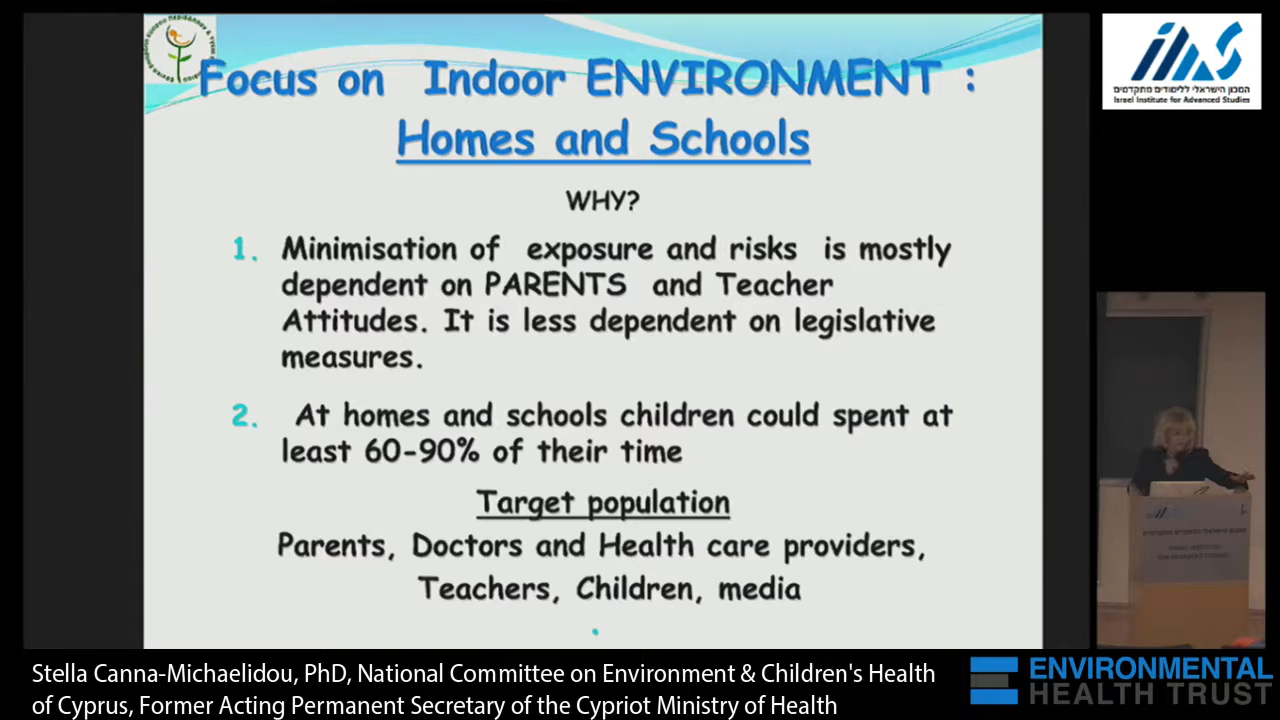 Focus on Indoor ENVIRONMENT :
Homes and Schools
WHY?
1. Minimisation of exposure and risks is mostly
dependent on PARENTS and Teacher
Attitudes. It is less dependent on legislative
measures.
2. At homes and schools children could spent at
least 60-90% of their time
Target population
Parents, Doctors and Health care providers,
Teachers, Children, media
.
המכון הישראלי ללימודים מתקדמים
Israel Institute for Advanced Studies
Stella Canna-Michaelidou, PhD, National Committee on Environment & Children's Health
of Cyprus, Former Acting Permanent Secretary of the Cypriot Ministry of Health
ENVIRONMENTAL
HEALTH TRUST